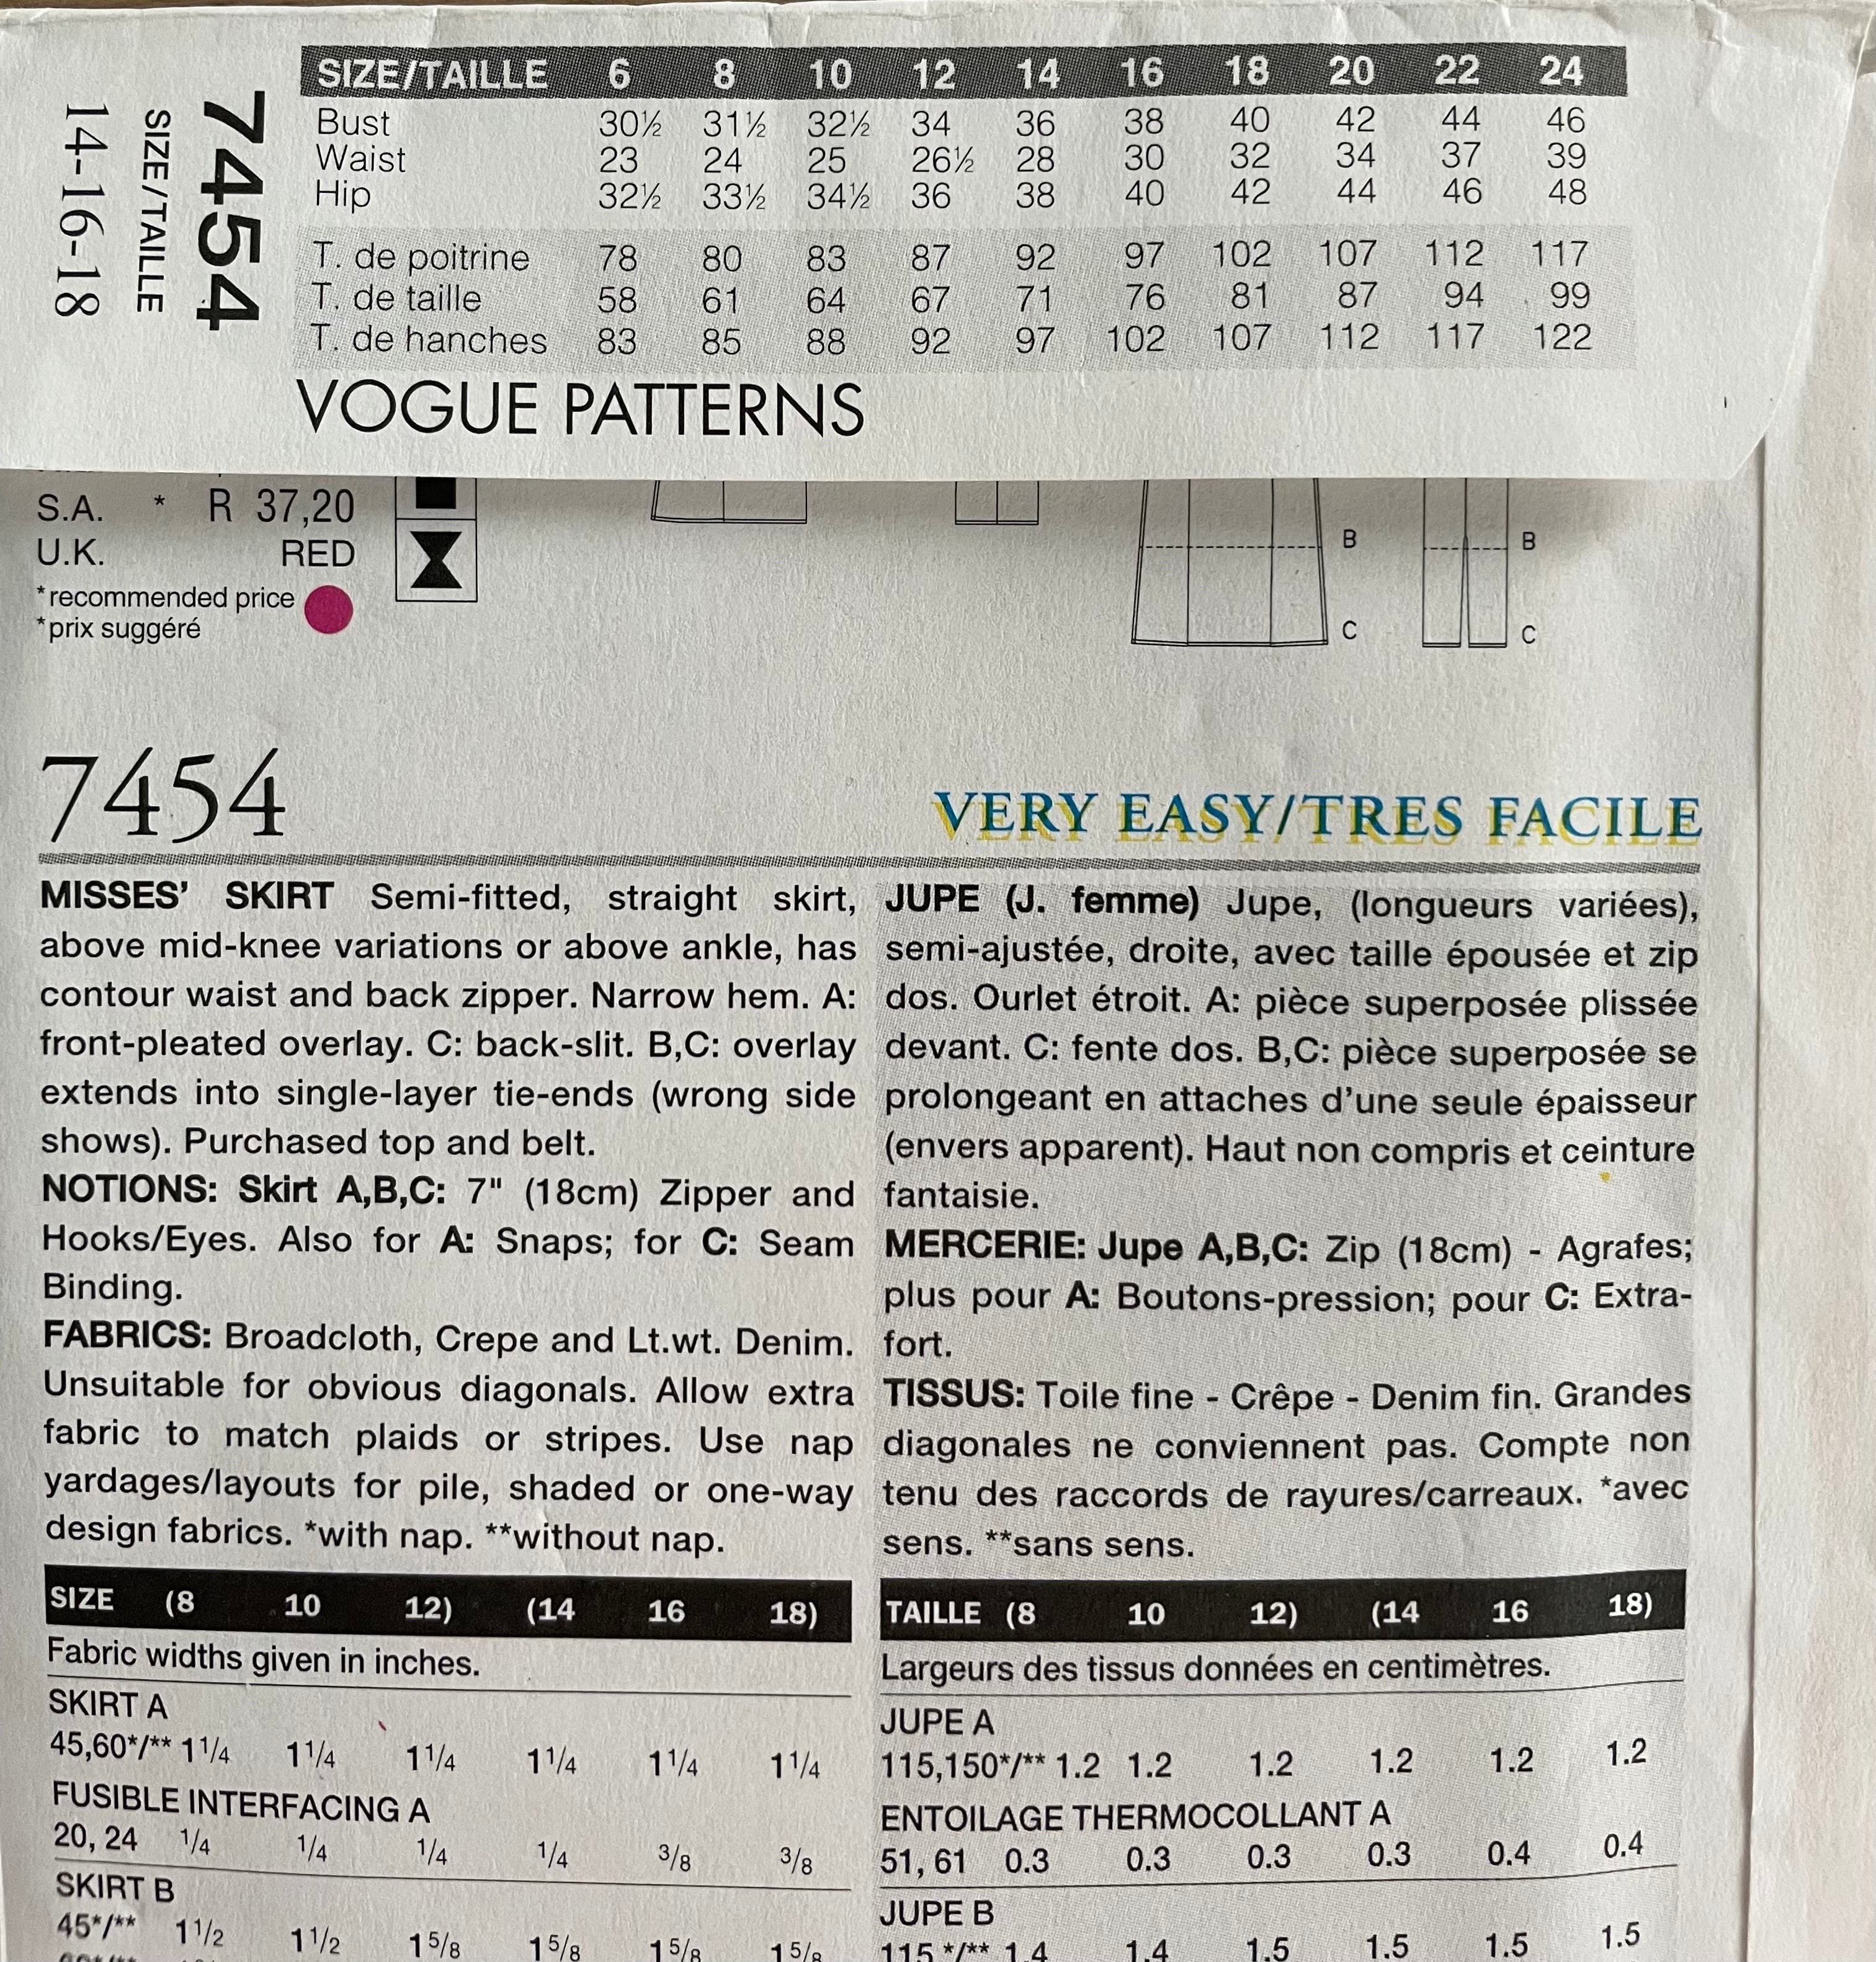 7454
SIZE/TAILLE
14-16-18
SIZE/TAILLE 6 8 10 12 14 16 18 20 22 24
Bust 30½ 31½ 32½ 34 36 38 40 42 44 46
Waist 23 24 25 26½ 28 30 32 34 37 39
Hip 32½ 33½ 34½ 36 38 40 42 44 46 48
T. de poitrine 78 80 83 87 92 97 102 107 112 117
T. de taille 58 61 64 67 71 76 81 87 94 99
T. de hanches 83 85 88 92 97 102 107 112 117 122
VOGUE PATTERNS
S.A. * R 37,20
U.K. RED
*recommended price
*prix suggéré
B
C
B
C
7454
VERY EASY/TRES FACILE
MISSES' SKIRT Semi-fitted, straight skirt,
above mid-knee variations or above ankle, has
contour waist and back zipper. Narrow hem. A:
front-pleated overlay. C: back-slit. B,C: overlay
extends into single-layer tie-ends (wrong side
shows). Purchased top and belt.
NOTIONS: Skirt A,B,C: 7" (18cm) Zipper and
Hooks/Eyes. Also for A: Snaps; for C: Seam
Binding.
FABRICS: Broadcloth, Crepe and Lt.wt. Denim.
Unsuitable for obvious diagonals. Allow extra
fabric to match plaids or stripes. Use nap
yardages/layouts for pile, shaded or one-way
design fabrics. *with nap. **without nap.
SIZE (8 10 12) (14 16 18)
Fabric widths given in inches.
SKIRT A
45,60*/** 1¼ 1¼ 1¼ 1¼ 1¼ 1¼
FUSIBLE INTERFACING A
20, 24 ¼ ¼ ¼ ¼ ⅜ ⅜
SKIRT B
45*/** 1½ 1½ 1⅝ 1⅝ 1⅝ 1⅝
JUPE (J. femme) Jupe, (longueurs variées),
semi-ajustée, droite, avec taille épousée et zip
dos. Ourlet étroit. A: pièce superposée plissée
devant. C: fente dos. B,C: pièce superposée se
prolongeant en attaches d'une seule épaisseur
(envers apparent). Haut non compris et ceinture
fantaisie.
MERCERIE: Jupe A,B,C: Zip (18cm) - Agrafes;
plus pour A: Boutons-pression; pour C: Extra-
fort.
TISSUS: Toile fine - Crêpe - Denim fin. Grandes
diagonales ne conviennent pas. Compte non
tenu des raccords de rayures/carreaux. *avec
sens. **sans sens.
TAILLE (8 10 12) (14 16 18)
Largeurs des tissus données en centimètres.
JUPE A
115,150*/** 1.2 1.2 1.2 1.2 1.2 1.2
ENTOILAGE THERMOCOLLANT A
51, 61 0.3 0.3 0.3 0.3 0.4 0.4
JUPE B
115 */** 1.4 1.4 1.5 1.5 1.5 1.5